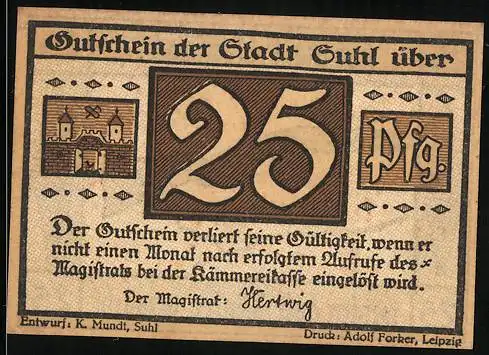 Gutschein der Stadt Suhl über
25
Pfg.
Der Gutschein verliert seine Gültigkeit, wenn er
nicht einen Monat nach erfolgtem Aufrufe des
Magistrats bei der Kämmereikasse eingelöst wird.
Der Magistrat: Hertwig
Entwurf: K. Mundt, Suhl
Druck: Adolf Forker, Leipzig